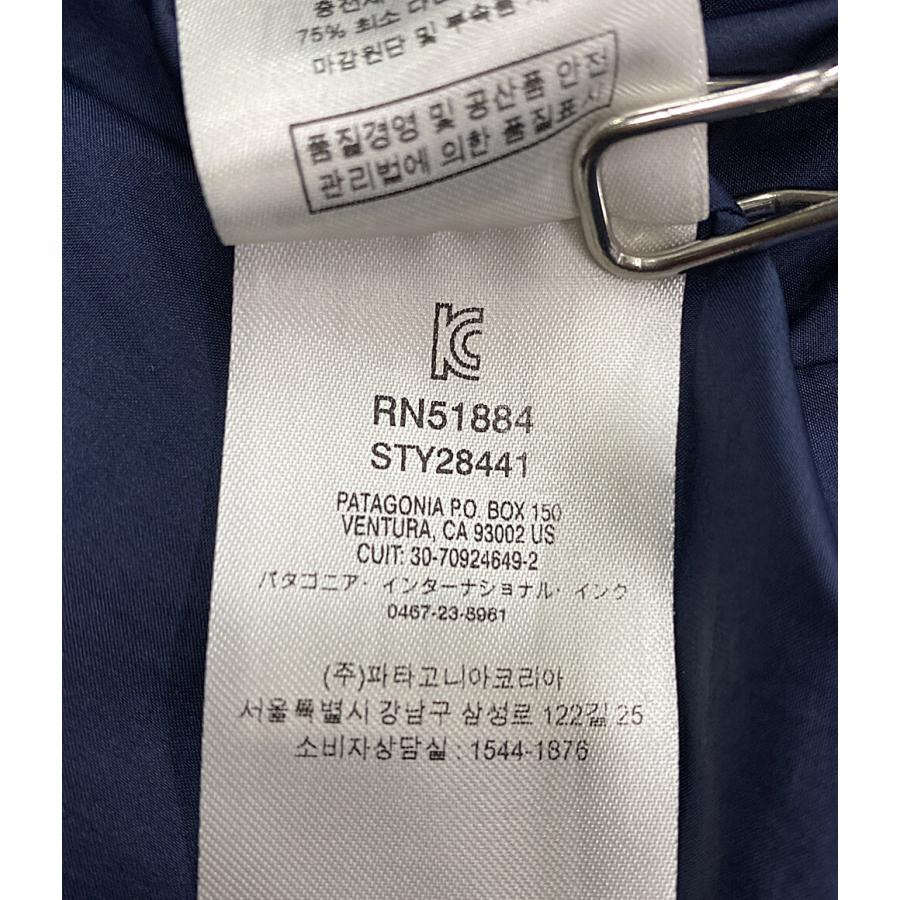 75% 최소 다운
마감원단 및 부속품
품질경영 및 공산품 안전
관리법에 의한 품질표시
RN51884
STY28441
PATAGONIA P.O. BOX 150
VENTURA, CA 93002 US
CUIT: 30-70924649-2
パタゴニア・インターナショナル・インク
0467-23-8961
(주)파타고니아코리아
서울특별시 강남구 삼성로 122길 25
소비자상담실 : 1544-1876